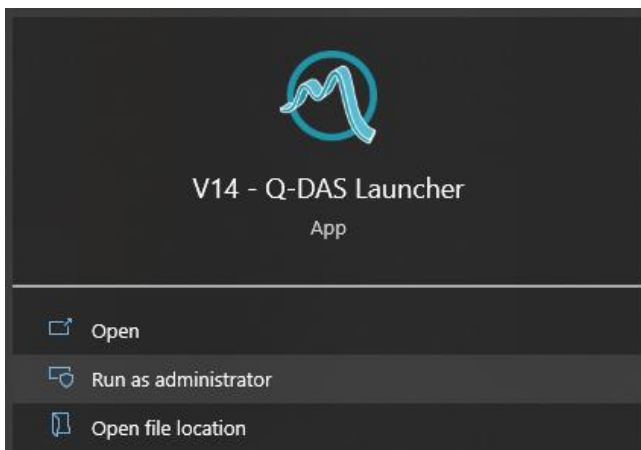 V14 - Q-DAS Launcher
App
Open
Run as administrator
Open file location